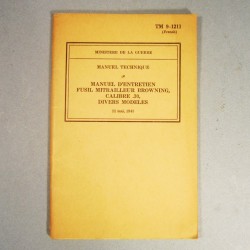 TM 9-1211
(French)
MINISTERE DE LA GUERRE
MANUEL TECHNIQUE
MANUEL D'ENTRETIEN
FUSIL MITRAILLEUR BROWNING,
CALIBRE .30,
DIVERS MODELES